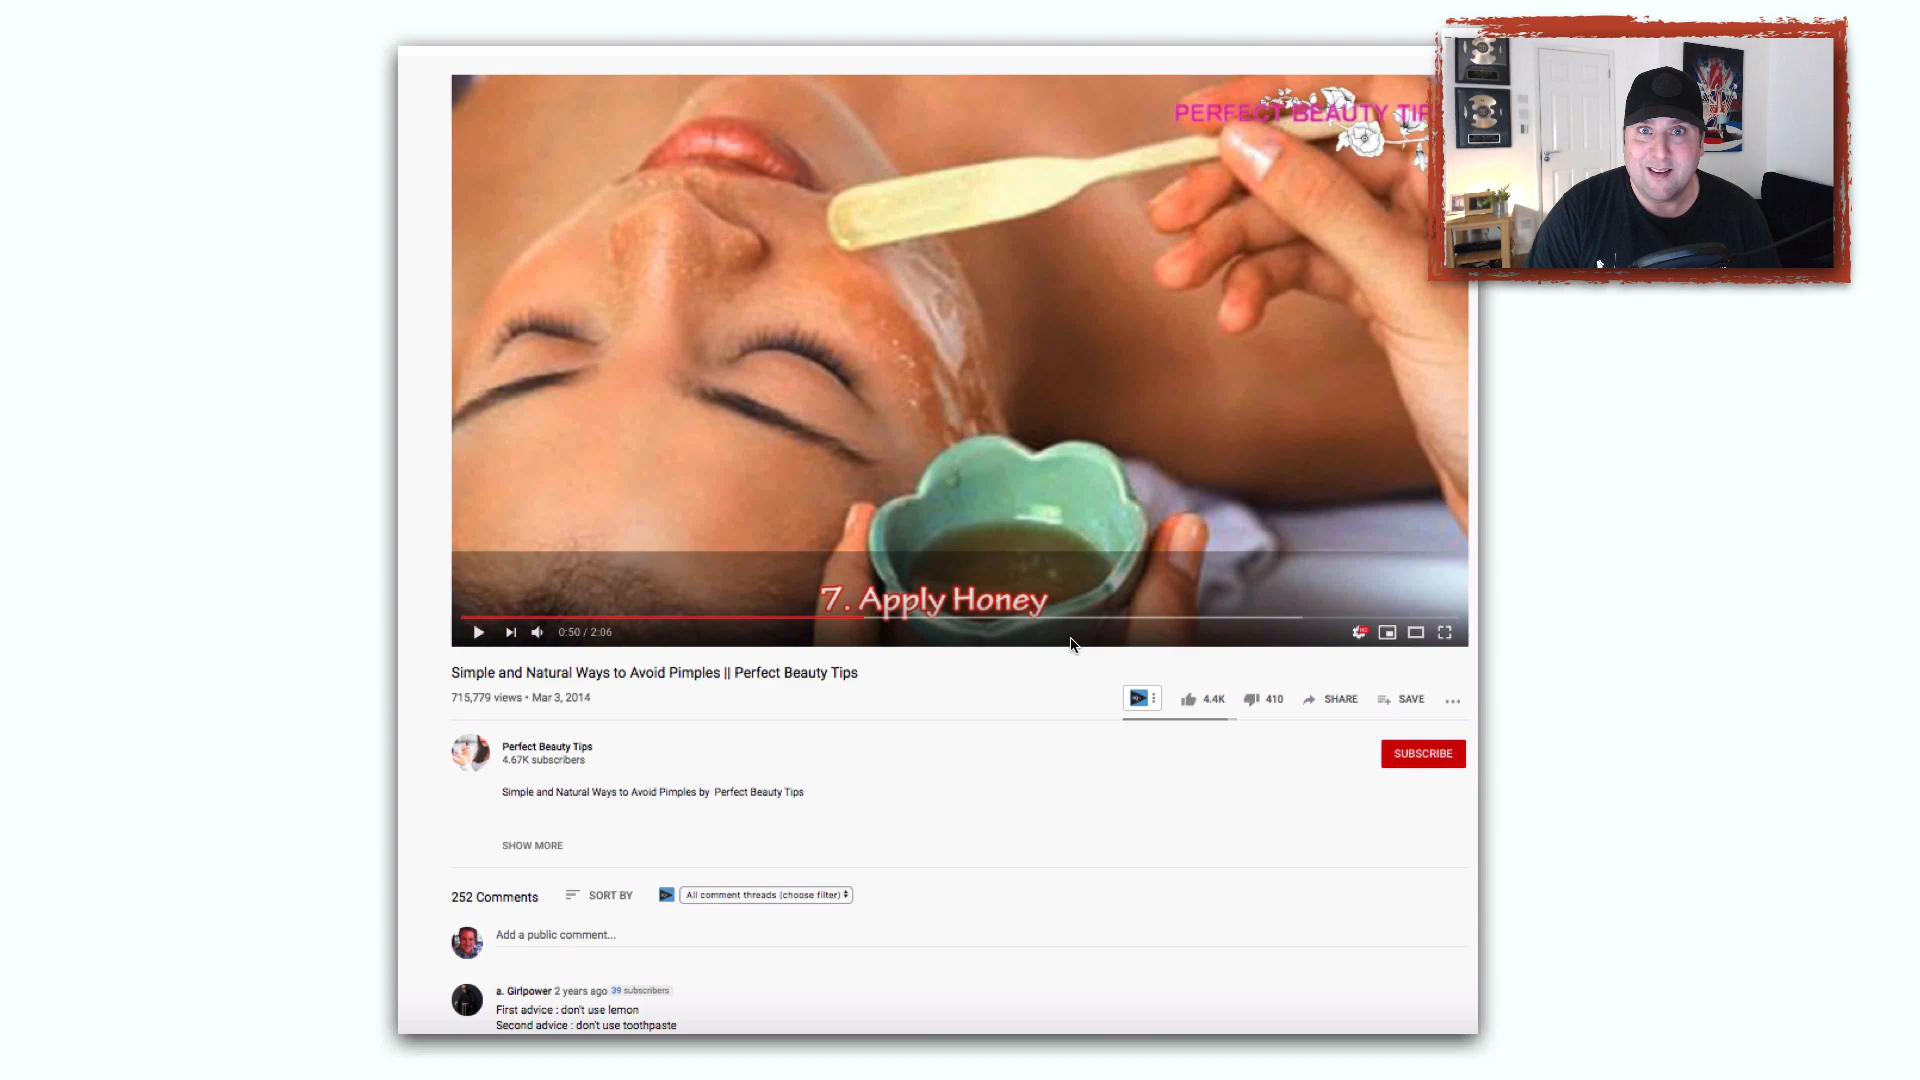 PERFECT BEAUTY TIP
7. Apply Honey
0:50 / 2:06
Simple and Natural Ways to Avoid Pimples || Perfect Beauty Tips
715,779 views • Mar 3, 2014
4.4K
410
SHARE
SAVE
Perfect Beauty Tips
4.67K subscribers
SUBSCRIBE
Simple and Natural Ways to Avoid Pimples by Perfect Beauty Tips
SHOW MORE
252 Comments
SORT BY
All comment threads (choose filter)
Add a public comment...
a. Girlpower 2 years ago 39 subscribers
First advice : don't use lemon
Second advice : don't use toothpaste